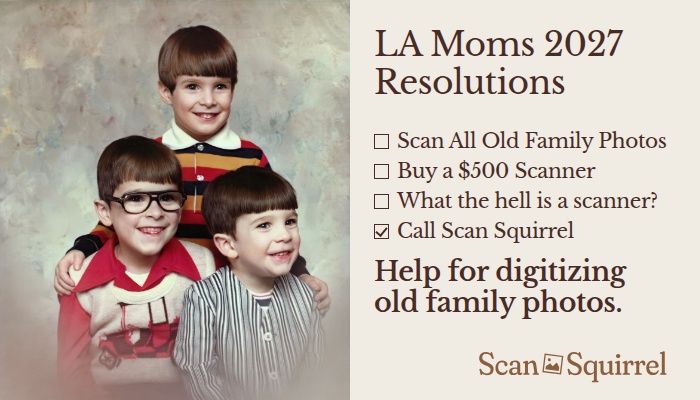 LA Moms 2027
Resolutions
Scan All Old Family Photos
Buy a $500 Scanner
What the hell is a scanner?
Call Scan Squirrel
Help for digitizing
old family photos.
Scan Squirrel